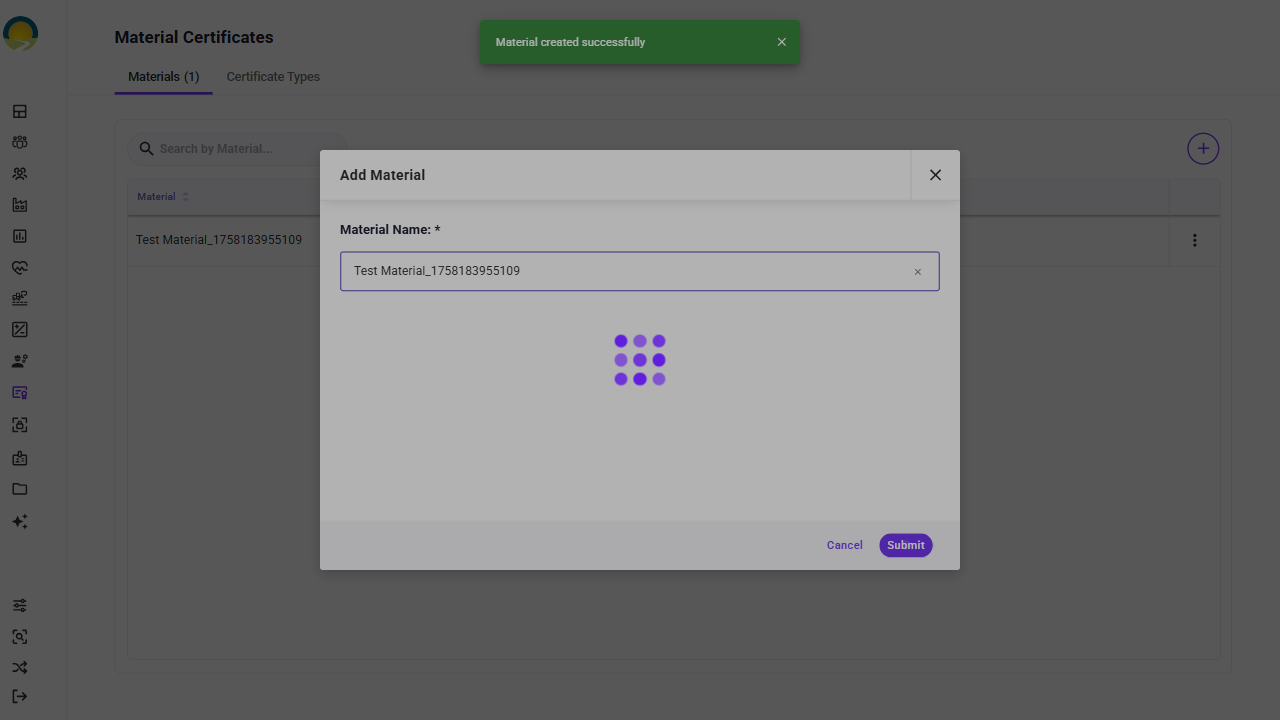 Material Certificates
Material created successfully
Materials (1)
Certificate Types
Search by Material...
Material
Test Material_1758183955109
Add Material
Material Name: *
Test Material_1758183955109
Cancel
Submit